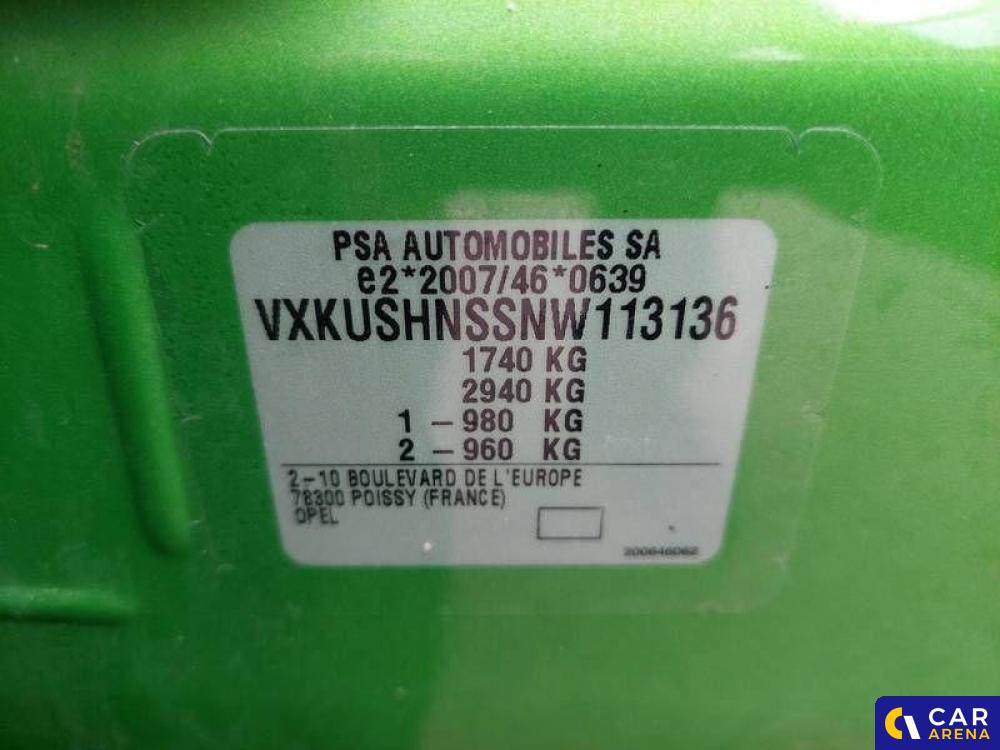 PSA AUTOMOBILES SA
e2*2007/46*0639
VXKUSHNSSNW113136
1740 KG
2940 KG
1 -980 KG
2 -960 KG
2-10 BOULEVARD DE L'EUROPE
78300 POISSY (FRANCE)
OPEL
200646062
CAR
ARENA